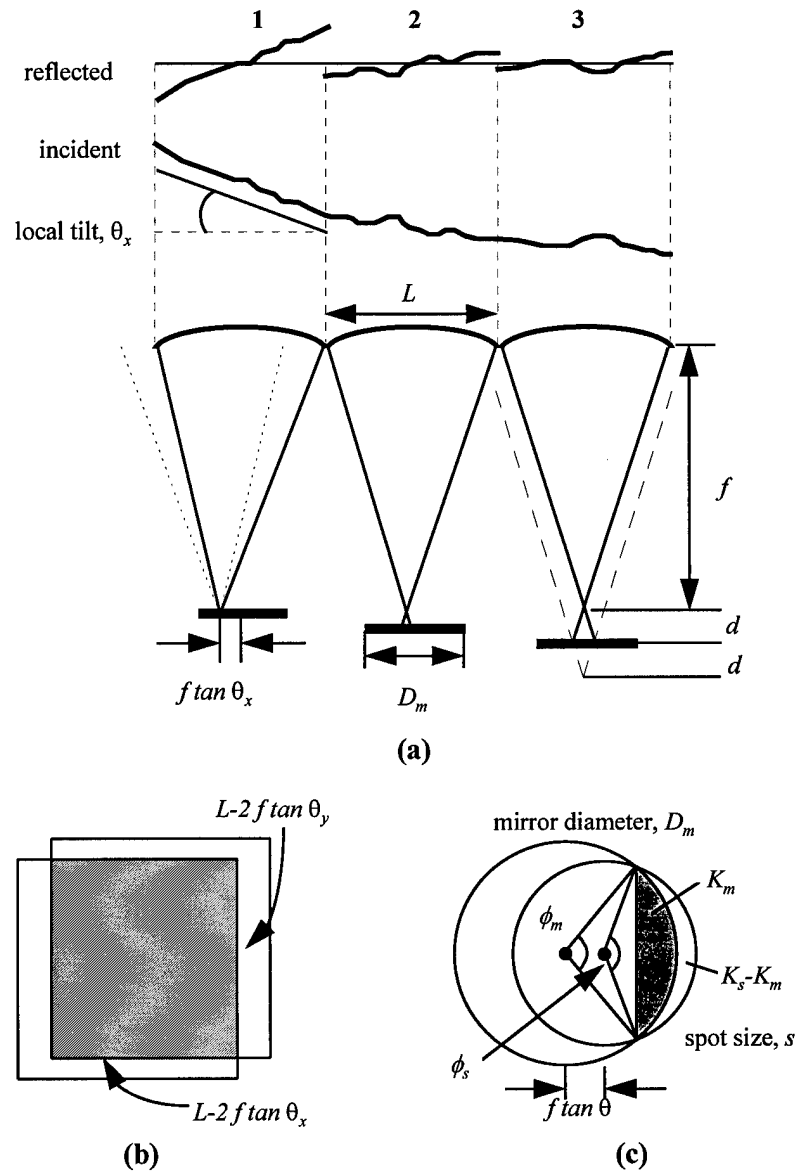 1 2 3
reflected
incident
local tilt, θx
L
f
d
d
f tan θx
Dm
(a)
L-2 f tan θy
mirror diameter, Dm
Km
ϕm
Ks-Km
spot size, s
ϕs
f tan θ
L-2 f tan θx
(b)
(c)